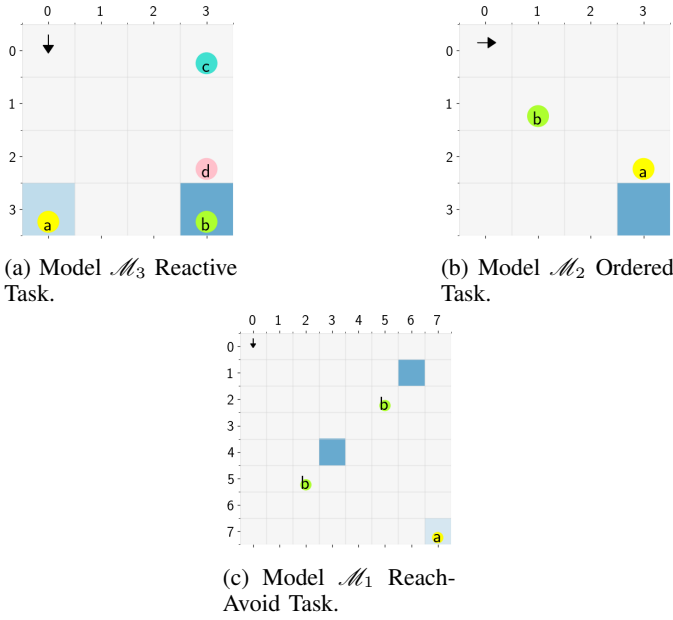 0 1 2 3
0
1
2
3
c
d
a
b
(a) Model ℳ₃ Reactive
Task.
0 1 2 3
0
1
2
3
b
a
(b) Model ℳ₂ Ordered
Task.
0 1 2 3 4 5 6 7
0
1
2
3
4
5
6
7
b
b
a
(c) Model ℳ₁ Reach-
Avoid Task.